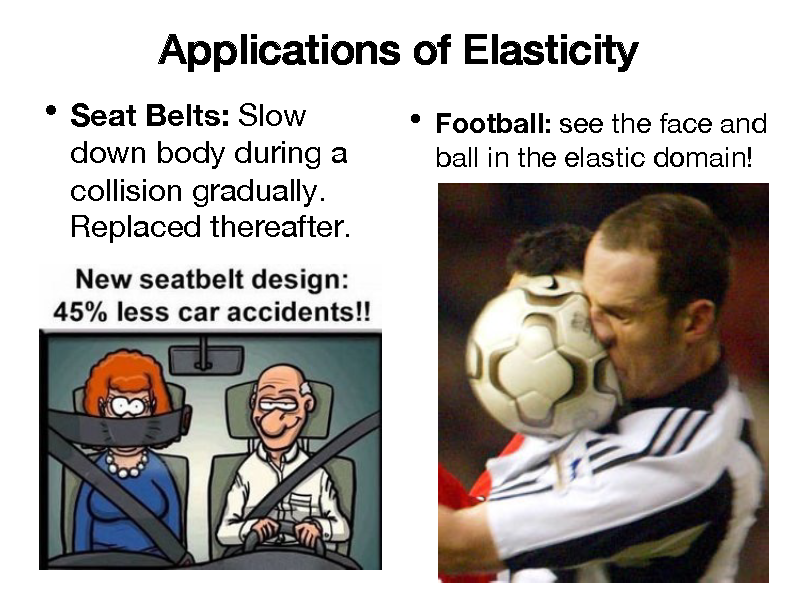 Applications of Elasticity
• Seat Belts: Slow
down body during a
collision gradually.
Replaced thereafter.
New seatbelt design:
45% less car accidents!!
• Football: see the face and
ball in the elastic domain!